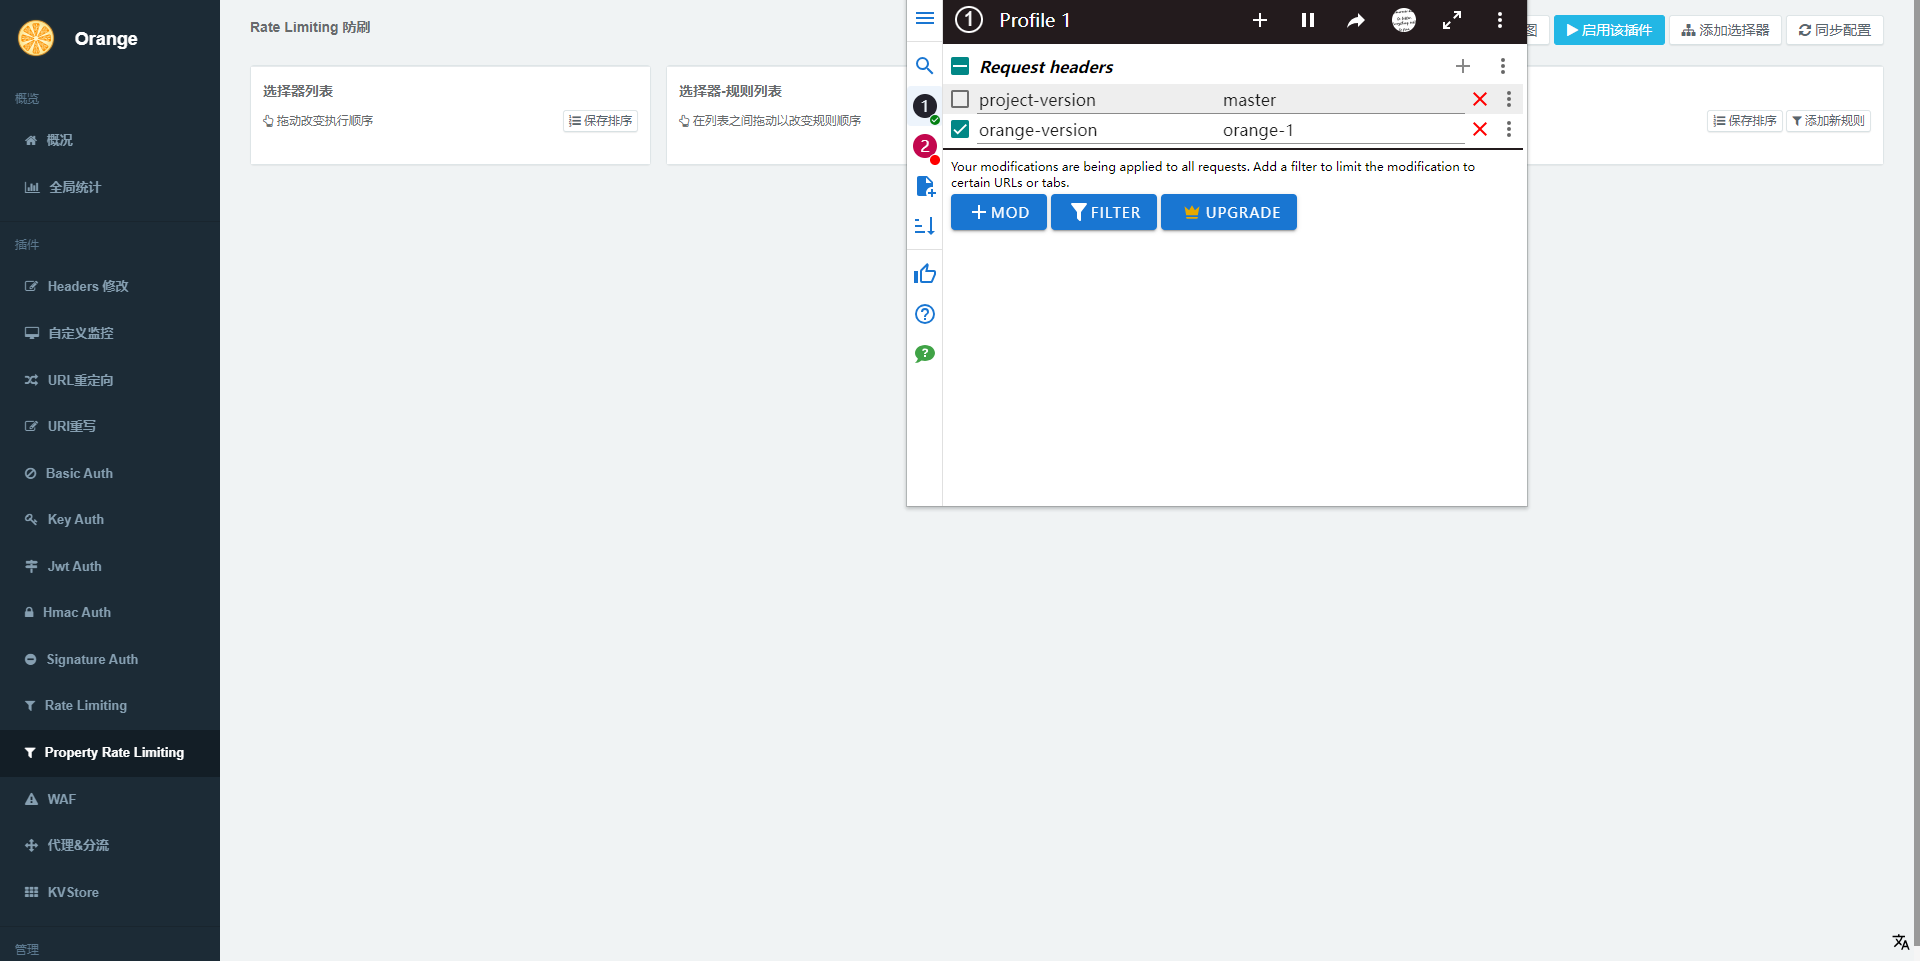 Orange
概览
概况
全局统计
插件
Headers 修改
自定义监控
URL重定向
URI重写
Basic Auth
Key Auth
Jwt Auth
Hmac Auth
Signature Auth
Rate Limiting
Property Rate Limiting
WAF
代理&分流
KVStore
管理
Rate Limiting 防刷
图
启用该插件
添加选择器
同步配置
选择器列表
拖动改变执行顺序
保存排序
选择器-规则列表
在列表之间拖动以改变规则顺序
保存排序
添加新规则
1 Profile 1
Request headers
1
2
project-version master
orange-version orange-1
Your modifications are being applied to all requests. Add a filter to limit the modification to
certain URLs or tabs.
MOD
FILTER
UPGRADE